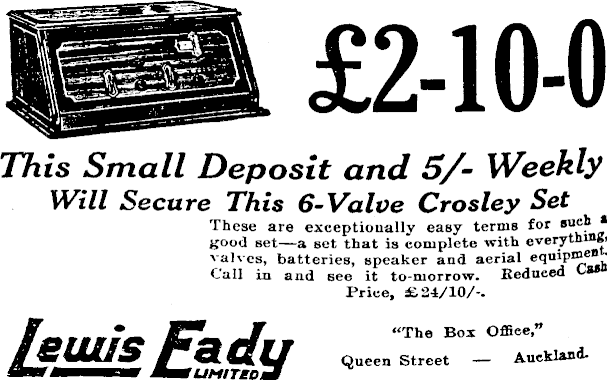 £2-10-0
This Small Deposit and 5/- Weekly
Will Secure This 6-Valve Crosley Set
These are exceptionally easy terms for such a
good set—a set that is complete with everything,
valves, batteries, speaker and aerial equipment.
Call in and see it to-morrow. Reduced Cash
Price, £24/10/-.
Lewis Eady
LIMITED
"The Box Office,"
Queen Street — Auckland.